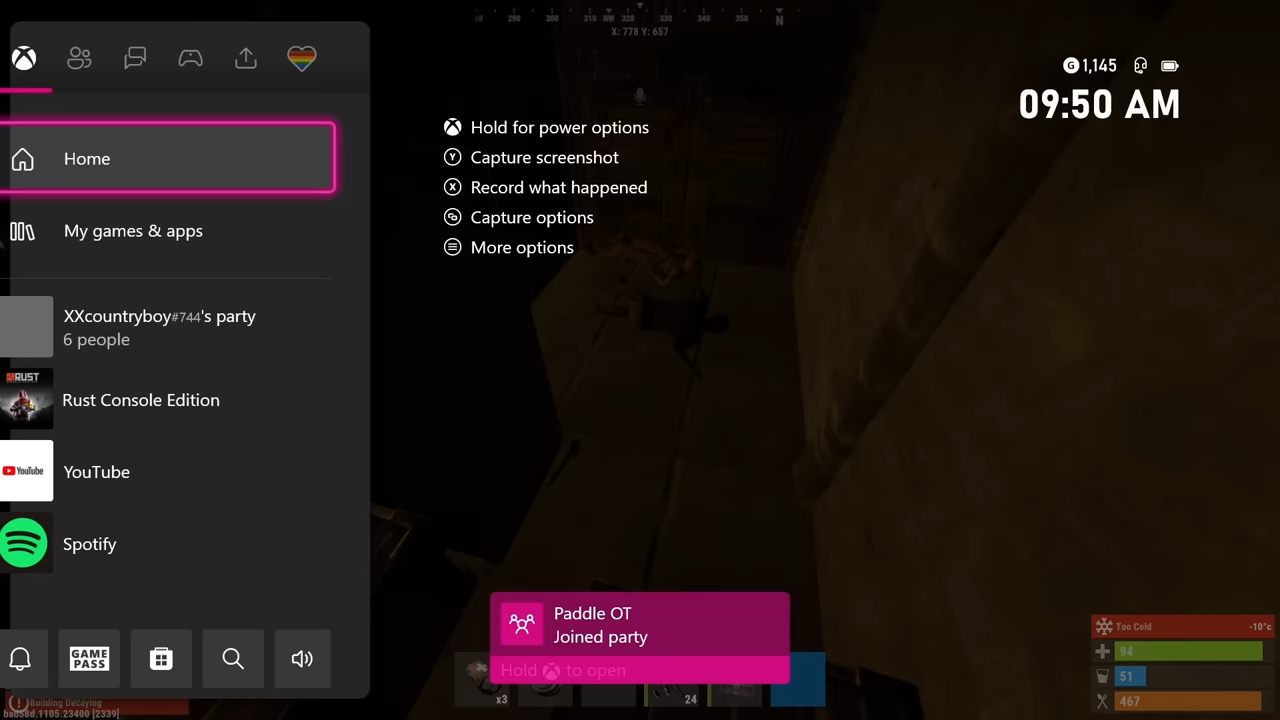 290
300
310
NW
320
330
340
350
N
X: 778 Y: 657
G 1,145
09:50 AM
Hold for power options
Y Capture screenshot
X Record what happened
Capture options
More options
Home
My games & apps
XXcountryboy#744's party
6 people
RUST
Rust Console Edition
YouTube
YouTube
Spotify
GAME PASS
Paddle OT
Joined party
Hold to open
x3
24
Too Cold
-10°c
94
51
467
Building Decaying